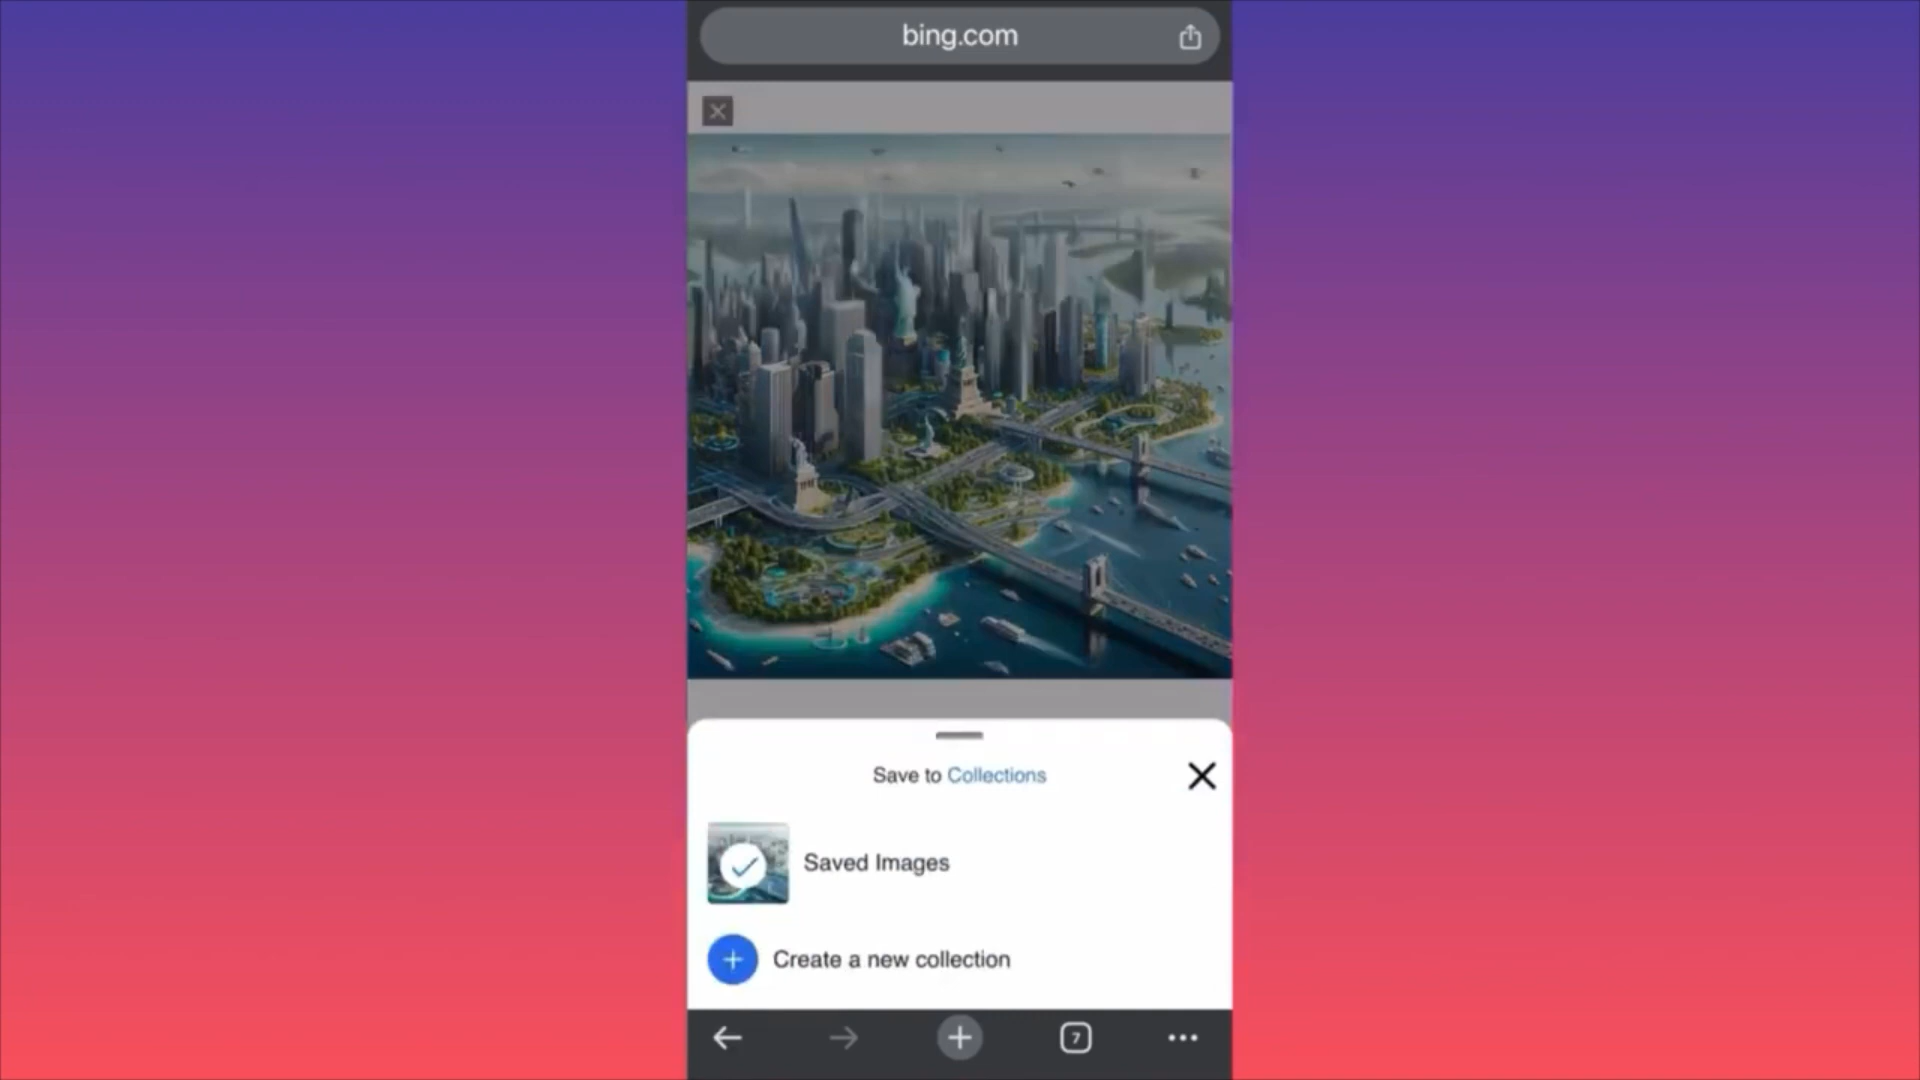 bing.com
Save to Collections
Saved Images
Create a new collection
7